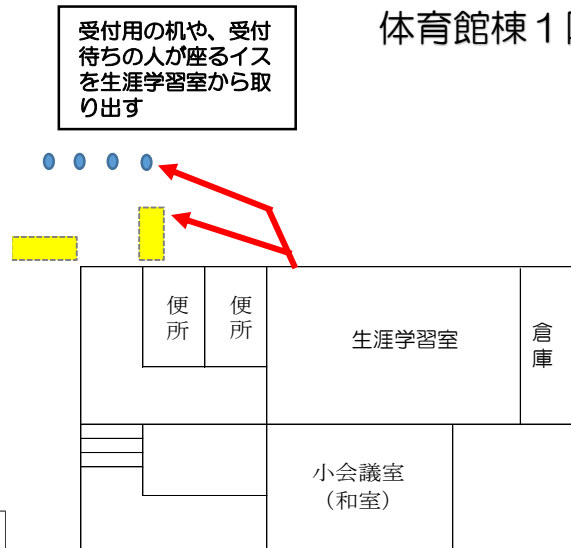 体育館棟１
受付用の机や、受付
待ちの人が座るイス
を生涯学習室から取
り出す
便所
便所
生涯学習室
倉庫
小会議室
（和室）